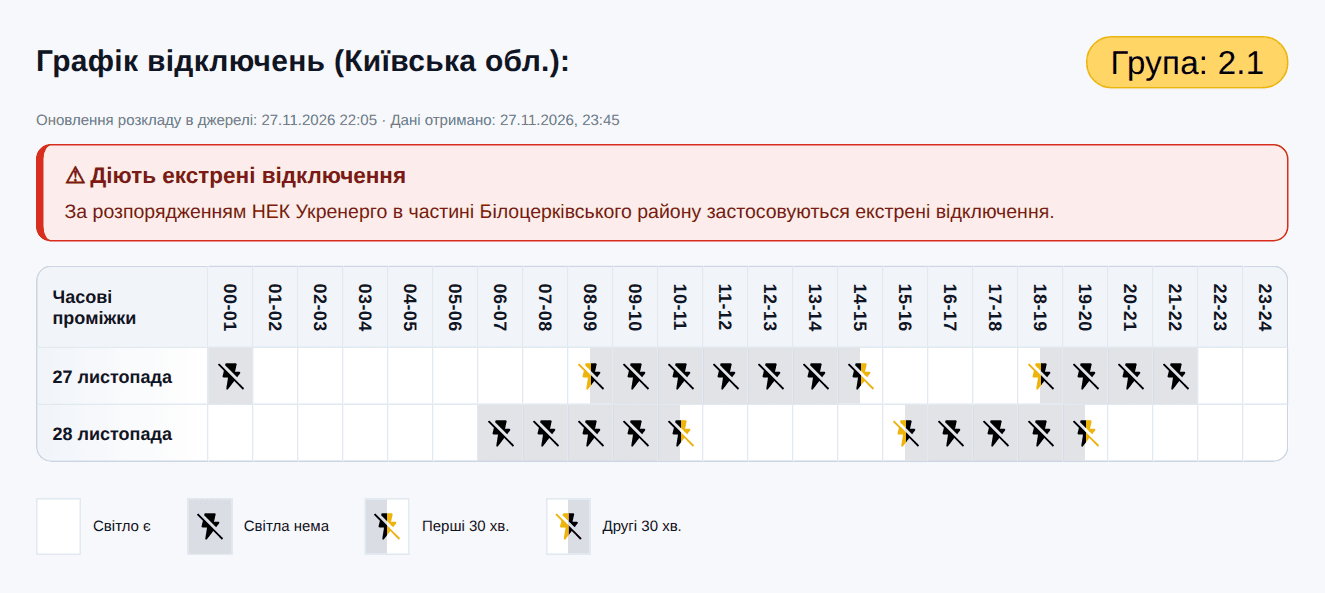 Графік відключень (Київська обл.):
Група: 2.1
Оновлення розкладу в джерелі: 27.11.2026 22:05 · Дані отримано: 27.11.2026, 23:45
⚠ Діють екстрені відключення
За розпорядженням НЕК Укренерго в частині Білоцерківського району застосовуються екстрені відключення.
Часові
проміжки
00-01
01-02
02-03
03-04
04-05
05-06
06-07
07-08
08-09
09-10
10-11
11-12
12-13
13-14
14-15
15-16
16-17
17-18
18-19
19-20
20-21
21-22
22-23
23-24
27 листопада
28 листопада
Світло є
Світла нема
Перші 30 хв.
Другі 30 хв.